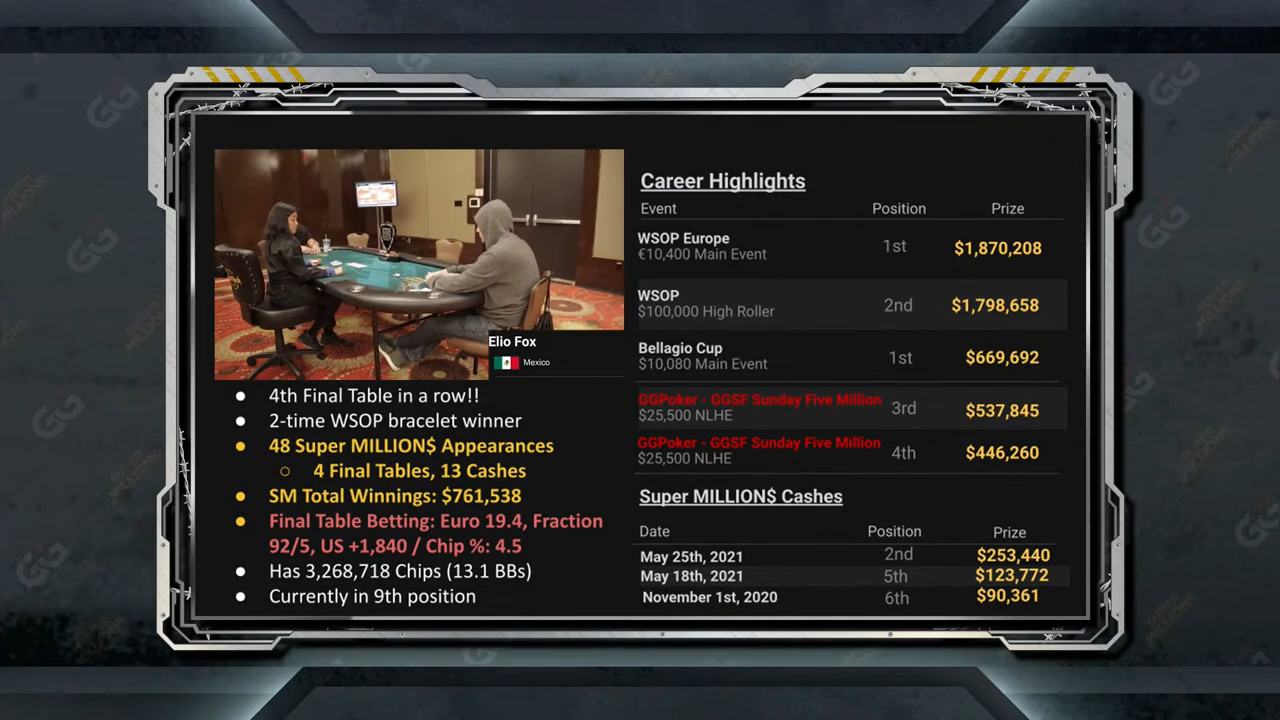 Elio Fox
Mexico
4th Final Table in a row!!
2-time WSOP bracelet winner
48 Super MILLION$ Appearances
4 Final Tables, 13 Cashes
SM Total Winnings: $761,538
Final Table Betting: Euro 19.4, Fraction
92/5, US +1,840 / Chip %: 4.5
Has 3,268,718 Chips (13.1 BBs)
Currently in 9th position
Career Highlights
Event Position Prize
WSOP Europe
€10,400 Main Event 1st $1,870,208
WSOP
$100,000 High Roller 2nd $1,798,658
Bellagio Cup
$10,080 Main Event 1st $669,692
GGPoker - GGSF Sunday Five Million
$25,500 NLHE 3rd $537,845
GGPoker - GGSF Sunday Five Million
$25,500 NLHE 4th $446,260
Super MILLION$ Cashes
Date Position Prize
May 25th, 2021 2nd $253,440
May 18th, 2021 5th $123,772
November 1st, 2020 6th $90,361